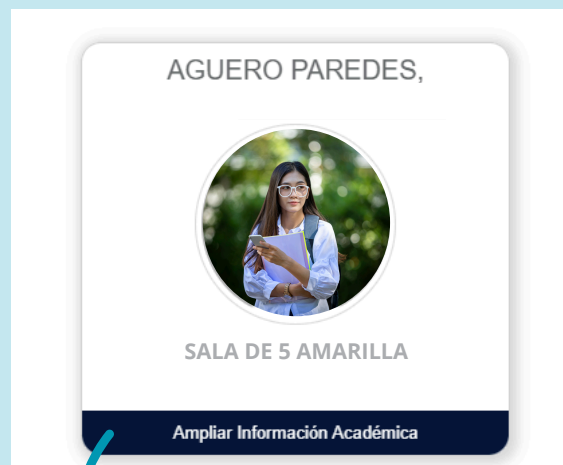 AGUERO PAREDES,
SALA DE 5 AMARILLA
Ampliar Información Académica